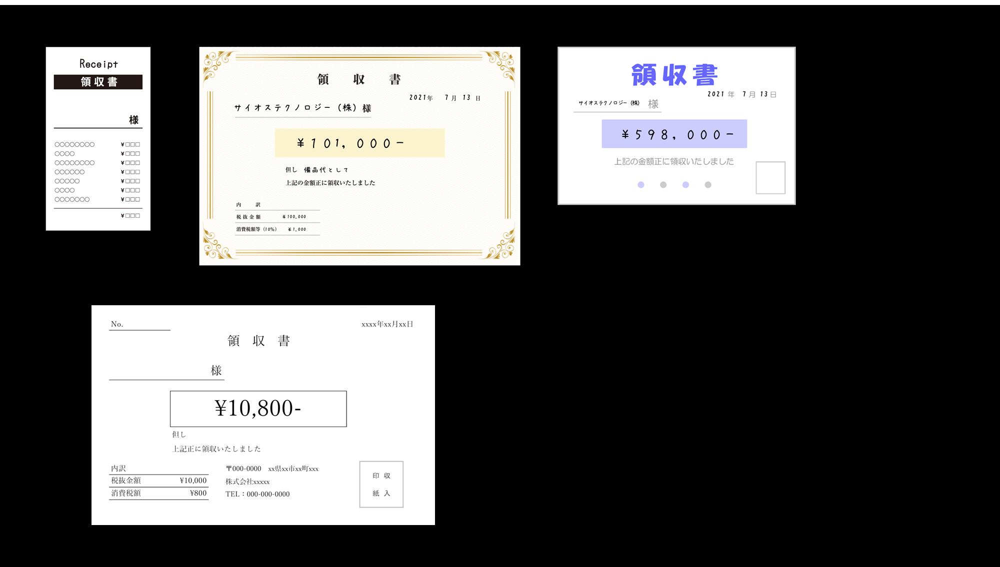 Receipt
領収書
様
○○○○○○○○ ¥□□□
○○○○ ¥□□□
○○○○○○○○ ¥□□□
○○○○○○ ¥□□□
○○○○○ ¥□□□
○○○○ ¥□□□
○○○○○○○ ¥□□□
¥□□□
領 収 書
2021年 7月 13日
サイオステクノロジー(株)様
¥101,000-
但し 備品代として
上記の金額正に領収いたしました
内 訳
税抜金額 ¥100,000
消費税額等(10%) ¥1,000
領収書
2021年 7月13日
サイオステクノロジー(株) 様
¥598,000-
上記の金額正に領収いたしました
No. xxxx年xx月xx日
領 収 書
様
¥10,800-
但し
上記正に領収いたしました
内訳
税抜金額 ¥10,000
消費税額 ¥800
〒000-0000 xx県xx市xx町xxx
株式会社xxxxx
TEL：000-000-0000
印 収
紙 入